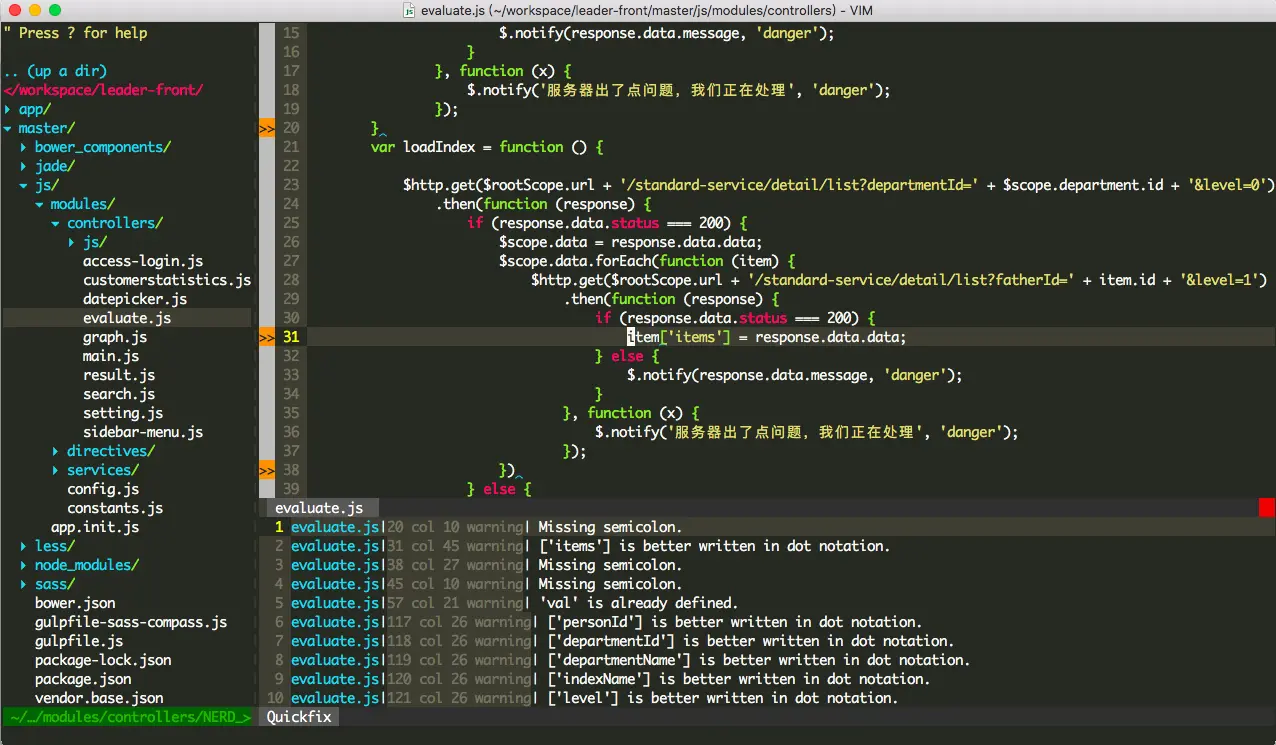 evaluate.js (~/workspace/leader-front/master/js/modules/controllers) - VIM
" Press ? for help
.. (up a dir)
</workspace/leader-front/
▸ app/
▾ master/
▸ bower_components/
▸ jade/
▾ js/
▾ modules/
▾ controllers/
▸ js/
access-login.js
customerstatistics.js
datepicker.js
evaluate.js
graph.js
main.js
result.js
search.js
setting.js
sidebar-menu.js
▸ directives/
▸ services/
config.js
constants.js
app.init.js
▸ less/
▸ node_modules/
▸ sass/
bower.json
gulpfile-sass-compass.js
gulpfile.js
package-lock.json
package.json
vendor.base.json
~/…/modules/controllers/NERD_>
15 $.notify(response.data.message, 'danger');
16 }
17 }, function (x) {
18 $.notify('服务器出了点问题，我们正在处理', 'danger');
19 });
>> 20 }
21 var loadIndex = function () {
22
23 $http.get($rootScope.url + '/standard-service/detail/list?departmentId=' + $scope.department.id + '&level=0')
24 .then(function (response) {
25 if (response.data.status === 200) {
26 $scope.data = response.data.data;
27 $scope.data.forEach(function (item) {
28 $http.get($rootScope.url + '/standard-service/detail/list?fatherId=' + item.id + '&level=1')
29 .then(function (response) {
30 if (response.data.status === 200) {
>> 31 item['items'] = response.data.data;
32 } else {
33 $.notify(response.data.message, 'danger');
34 }
35 }, function (x) {
36 $.notify('服务器出了点问题，我们正在处理', 'danger');
37 });
>> 38 })
39 } else {
evaluate.js
1 evaluate.js|20 col 10 warning| Missing semicolon.
2 evaluate.js|31 col 45 warning| ['items'] is better written in dot notation.
3 evaluate.js|38 col 27 warning| Missing semicolon.
4 evaluate.js|45 col 10 warning| Missing semicolon.
5 evaluate.js|57 col 21 warning| 'val' is already defined.
6 evaluate.js|117 col 26 warning| ['personId'] is better written in dot notation.
7 evaluate.js|118 col 26 warning| ['departmentId'] is better written in dot notation.
8 evaluate.js|119 col 26 warning| ['departmentName'] is better written in dot notation.
9 evaluate.js|120 col 26 warning| ['indexName'] is better written in dot notation.
10 evaluate.js|121 col 26 warning| ['level'] is better written in dot notation.
Quickfix